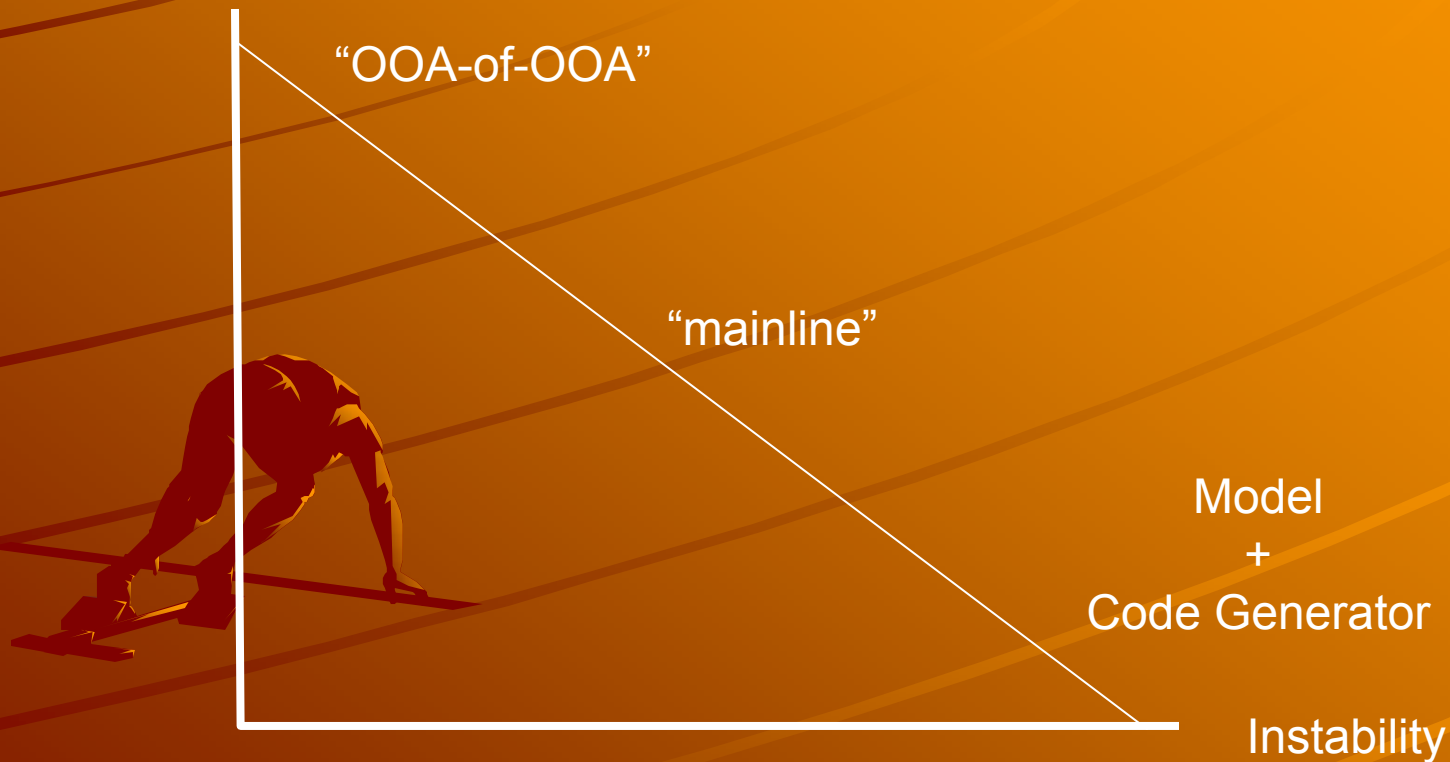 “OOA-of-OOA”
“mainline”
Model
+
Code Generator
Instability